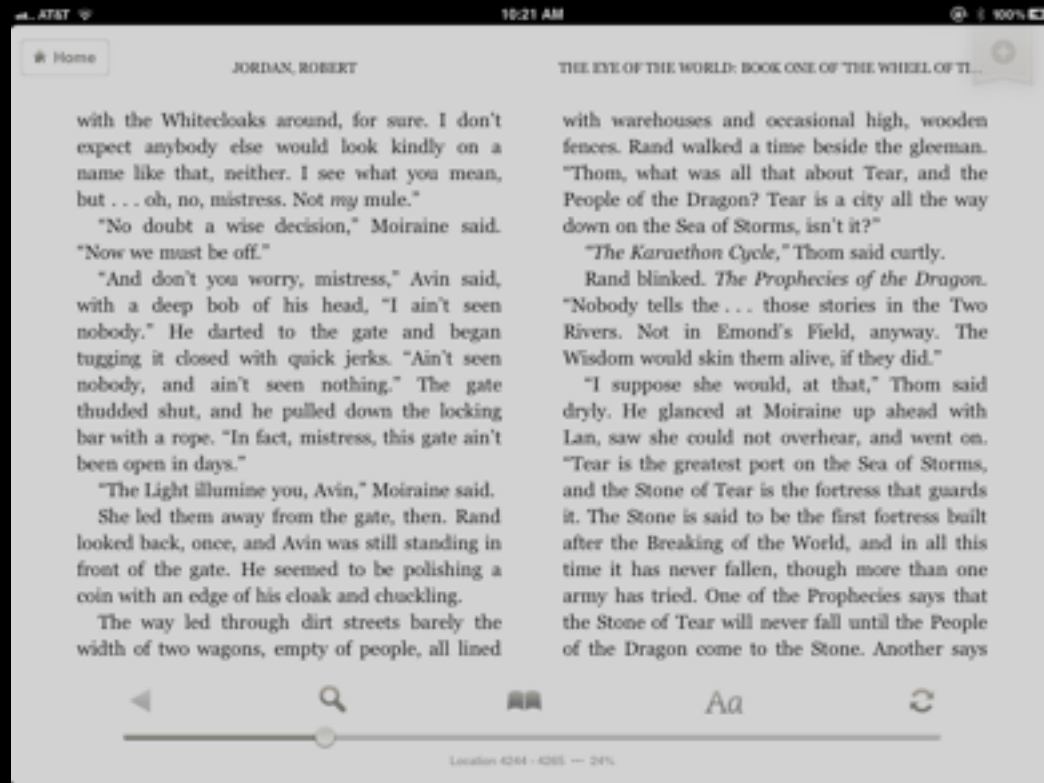 AT&T
10:21 AM
100%
Home
JORDAN, ROBERT
THE EYE OF THE WORLD: BOOK ONE OF 'THE WHEEL OF TI...
with the Whitecloaks around, for sure. I don't
expect anybody else would look kindly on a
name like that, neither. I see what you mean,
but . . . oh, no, mistress. Not my mule.”
“No doubt a wise decision,” Moiraine said.
“Now we must be off.”
“And don't you worry, mistress,” Avin said,
with a deep bob of his head, “I ain't seen
nobody.” He darted to the gate and began
tugging it closed with quick jerks. “Ain't seen
nobody, and ain't seen nothing.” The gate
thudded shut, and he pulled down the locking
bar with a rope. “In fact, mistress, this gate ain't
been open in days.”
“The Light illumine you, Avin,” Moiraine said.
She led them away from the gate, then. Rand
looked back, once, and Avin was still standing in
front of the gate. He seemed to be polishing a
coin with an edge of his cloak and chuckling.
The way led through dirt streets barely the
width of two wagons, empty of people, all lined
with warehouses and occasional high, wooden
fences. Rand walked a time beside the gleeman.
“Thom, what was all that about Tear, and the
People of the Dragon? Tear is a city all the way
down on the Sea of Storms, isn't it?”
“The Karaethon Cycle,” Thom said curtly.
Rand blinked. The Prophecies of the Dragon.
“Nobody tells the . . . those stories in the Two
Rivers. Not in Emond's Field, anyway. The
Wisdom would skin them alive, if they did.”
“I suppose she would, at that,” Thom said
dryly. He glanced at Moiraine up ahead with
Lan, saw she could not overhear, and went on.
“Tear is the greatest port on the Sea of Storms,
and the Stone of Tear is the fortress that guards
it. The Stone is said to be the first fortress built
after the Breaking of the World, and in all this
time it has never fallen, though more than one
army has tried. One of the Prophecies says that
the Stone of Tear will never fall until the People
of the Dragon come to the Stone. Another says
Aa
Location 4244 - 4265 — 24%